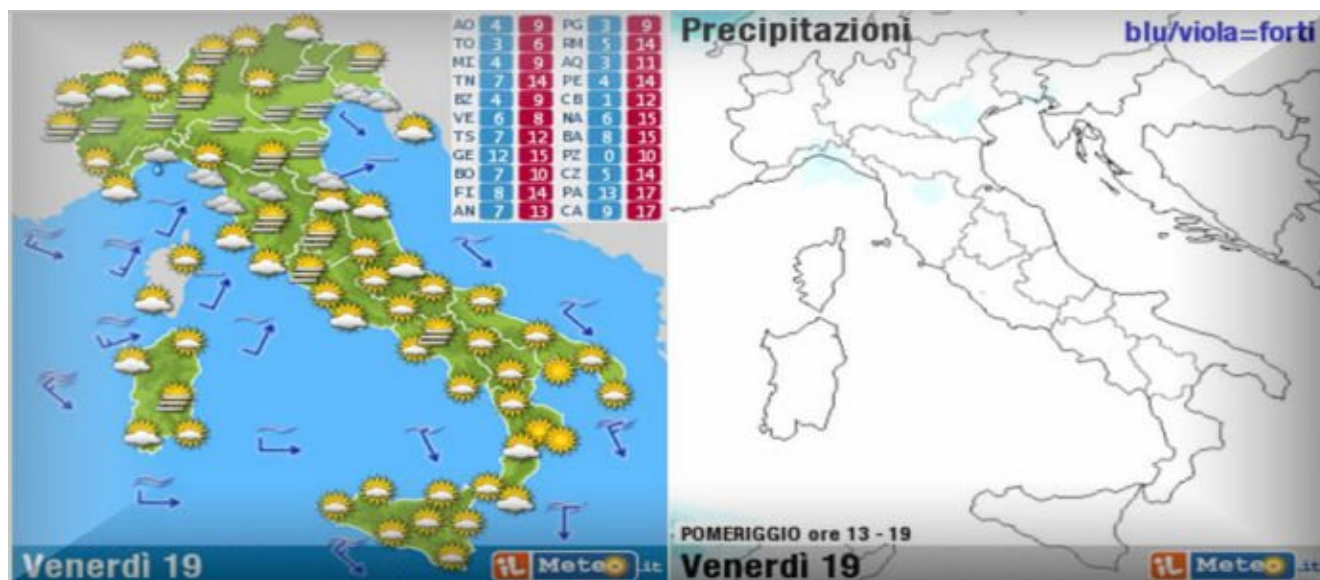 AO 4 9 PG 3 9
TO 3 6 RM 5 14
MI 4 9 AQ 3 11
TN 7 14 PE 4 14
BZ 4 9 CB 1 12
VE 6 8 NA 6 15
TS 7 12 BA 8 15
GE 12 15 PZ 0 10
BO 7 10 CZ 5 14
FI 8 14 PA 13 17
AN 7 13 CA 9 17
Venerdì 19
iL Meteo.it
Precipitazioni
blu/viola=forti
POMERIGGIO ore 13 - 19
Venerdì 19
iL Meteo.it